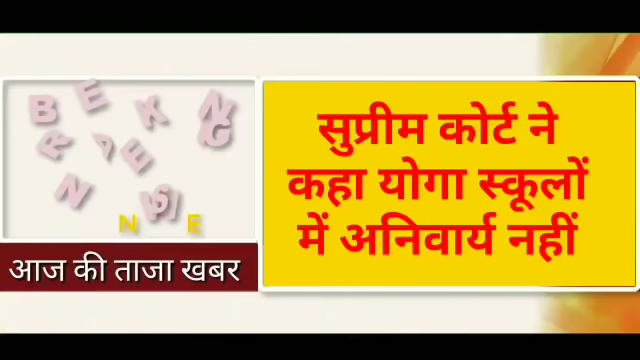 सुप्रीम कोर्ट ने
कहा योगा स्कूलों
में अनिवार्य नहीं
आज की ताजा खबर